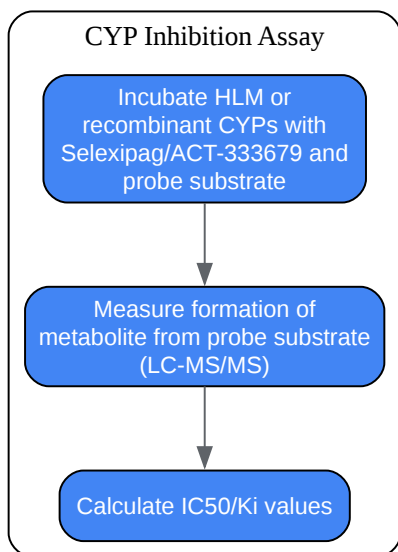 CYP Inhibition Assay
Incubate HLM or
recombinant CYPs with
Selexipag/ACT-333679 and
probe substrate
Measure formation of
metabolite from probe substrate
(LC-MS/MS)
Calculate IC50/Ki values